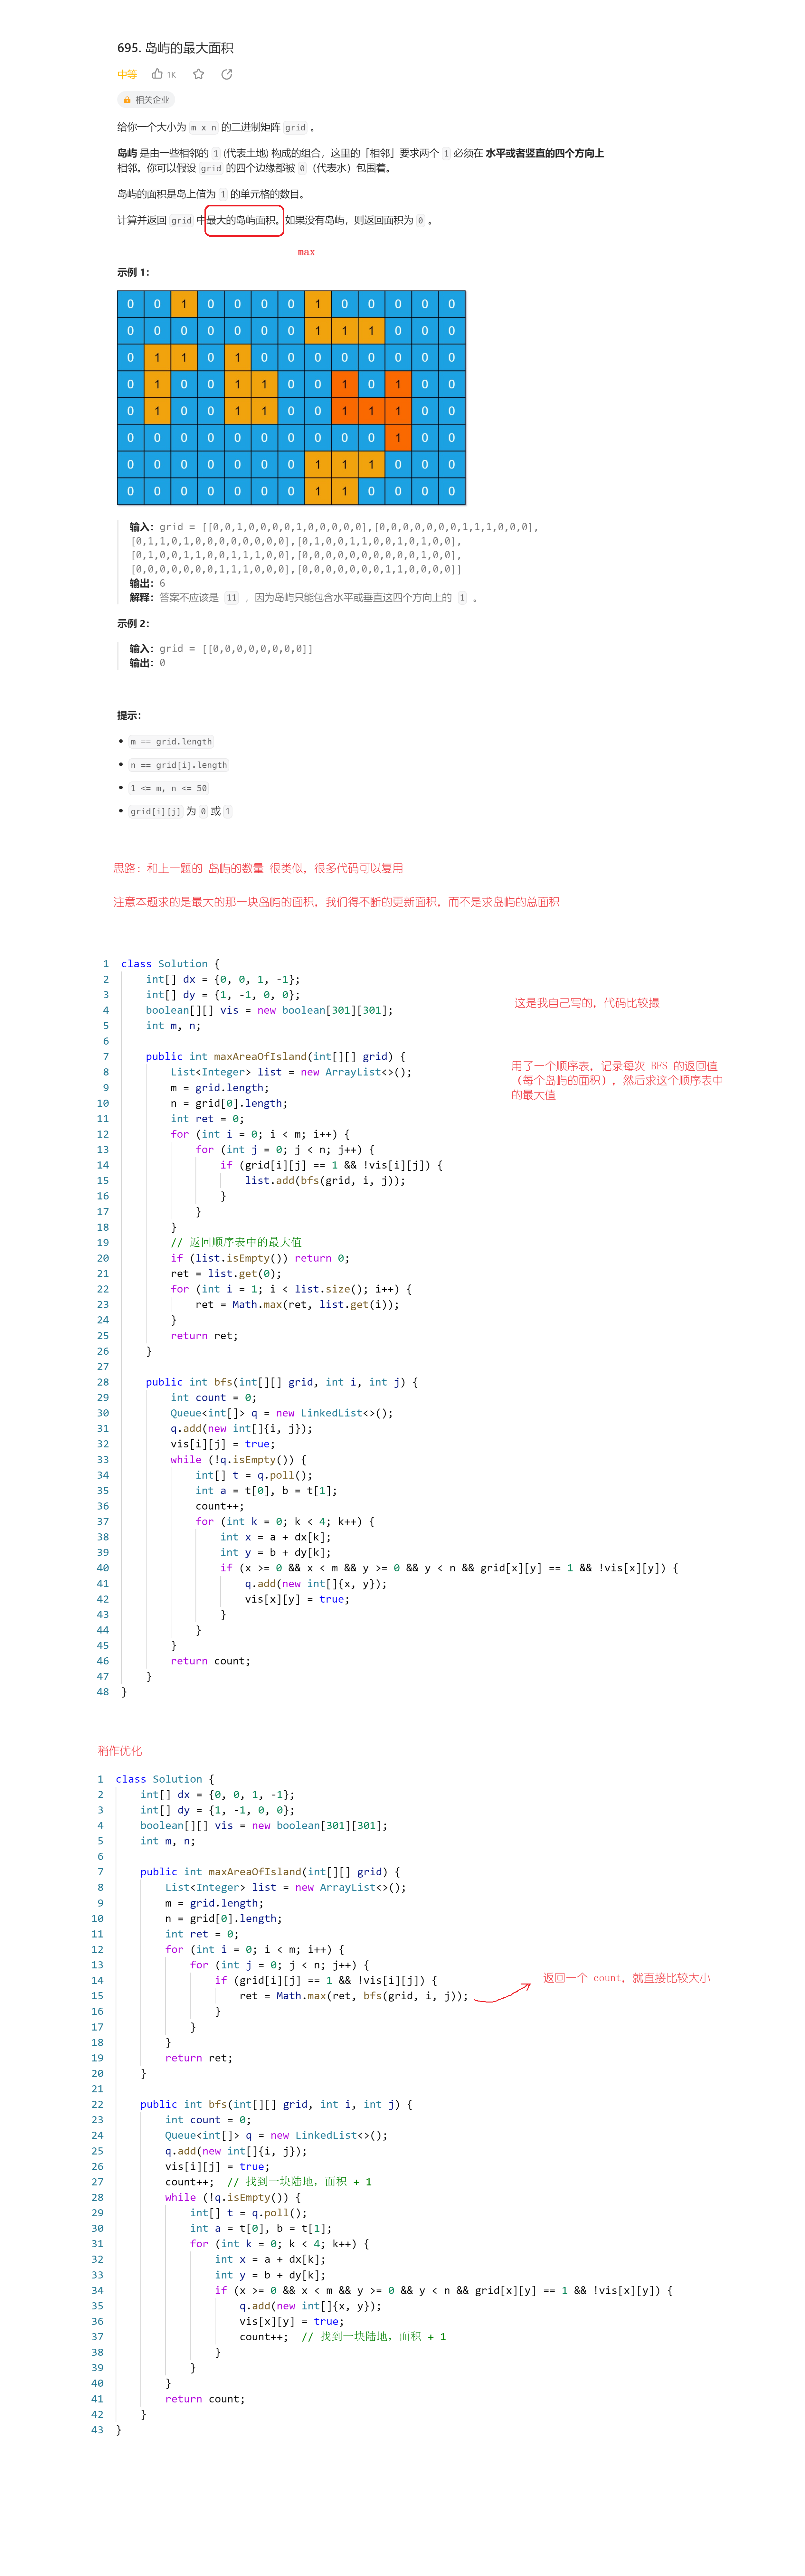 695. 岛屿的最大面积
中等 1K
相关企业
给你一个大小为 m x n 的二进制矩阵 grid 。
岛屿 是由一些相邻的 1 (代表土地) 构成的组合，这里的「相邻」要求两个 1 必须在 水平或者竖直的四个方向上
相邻。你可以假设 grid 的四个边缘都被 0（代表水）包围着。
岛屿的面积是岛上值为 1 的单元格的数目。
计算并返回 grid 中最大的岛屿面积。如果没有岛屿，则返回面积为 0 。
max
示例 1：
0 0 1 0 0 0 0 1 0 0 0 0 0
0 0 0 0 0 0 0 1 1 1 0 0 0
0 1 1 0 1 0 0 0 0 0 0 0 0
0 1 0 0 1 1 0 0 1 0 1 0 0
0 1 0 0 1 1 0 0 1 1 1 0 0
0 0 0 0 0 0 0 0 0 0 1 0 0
0 0 0 0 0 0 0 1 1 1 0 0 0
0 0 0 0 0 0 0 1 1 0 0 0 0
输入：grid = [[0,0,1,0,0,0,0,1,0,0,0,0,0],[0,0,0,0,0,0,0,1,1,1,0,0,0],
[0,1,1,0,1,0,0,0,0,0,0,0,0],[0,1,0,0,1,1,0,0,1,0,1,0,0],
[0,1,0,0,1,1,0,0,1,1,1,0,0],[0,0,0,0,0,0,0,0,0,0,1,0,0],
[0,0,0,0,0,0,0,1,1,1,0,0,0],[0,0,0,0,0,0,0,1,1,0,0,0,0]]
输出：6
解释：答案不应该是 11 ，因为岛屿只能包含水平或垂直这四个方向上的 1 。
示例 2：
输入：grid = [[0,0,0,0,0,0,0,0]]
输出：0
提示：
• m == grid.length
• n == grid[i].length
• 1 <= m, n <= 50
• grid[i][j] 为 0 或 1
思路：和上一题的 岛屿的数量 很类似，很多代码可以复用
注意本题求的是最大的那一块岛屿的面积，我们得不断的更新面积，而不是求岛屿的总面积
1 class Solution {
2 int[] dx = {0, 0, 1, -1};
3 int[] dy = {1, -1, 0, 0};
4 boolean[][] vis = new boolean[301][301];
5 int m, n;
6
7 public int maxAreaOfIsland(int[][] grid) {
8 List<Integer> list = new ArrayList<>();
9 m = grid.length;
10 n = grid[0].length;
11 int ret = 0;
12 for (int i = 0; i < m; i++) {
13 for (int j = 0; j < n; j++) {
14 if (grid[i][j] == 1 && !vis[i][j]) {
15 list.add(bfs(grid, i, j));
16 }
17 }
18 }
19 // 返回顺序表中的最大值
20 if (list.isEmpty()) return 0;
21 ret = list.get(0);
22 for (int i = 1; i < list.size(); i++) {
23 ret = Math.max(ret, list.get(i));
24 }
25 return ret;
26 }
27
28 public int bfs(int[][] grid, int i, int j) {
29 int count = 0;
30 Queue<int[]> q = new LinkedList<>();
31 q.add(new int[]{i, j});
32 vis[i][j] = true;
33 while (!q.isEmpty()) {
34 int[] t = q.poll();
35 int a = t[0], b = t[1];
36 count++;
37 for (int k = 0; k < 4; k++) {
38 int x = a + dx[k];
39 int y = b + dy[k];
40 if (x >= 0 && x < m && y >= 0 && y < n && grid[x][y] == 1 && !vis[x][y]) {
41 q.add(new int[]{x, y});
42 vis[x][y] = true;
43 }
44 }
45 }
46 return count;
47 }
48 }
这是我自己写的，代码比较撮
用了一个顺序表，记录每次 BFS 的返回值
（每个岛屿的面积），然后求这个顺序表中
的最大值
稍作优化
1 class Solution {
2 int[] dx = {0, 0, 1, -1};
3 int[] dy = {1, -1, 0, 0};
4 boolean[][] vis = new boolean[301][301];
5 int m, n;
6
7 public int maxAreaOfIsland(int[][] grid) {
8 List<Integer> list = new ArrayList<>();
9 m = grid.length;
10 n = grid[0].length;
11 int ret = 0;
12 for (int i = 0; i < m; i++) {
13 for (int j = 0; j < n; j++) {
14 if (grid[i][j] == 1 && !vis[i][j]) {
15 ret = Math.max(ret, bfs(grid, i, j));
16 }
17 }
18 }
19 return ret;
20 }
21
22 public int bfs(int[][] grid, int i, int j) {
23 int count = 0;
24 Queue<int[]> q = new LinkedList<>();
25 q.add(new int[]{i, j});
26 vis[i][j] = true;
27 count++; // 找到一块陆地，面积 + 1
28 while (!q.isEmpty()) {
29 int[] t = q.poll();
30 int a = t[0], b = t[1];
31 for (int k = 0; k < 4; k++) {
32 int x = a + dx[k];
33 int y = b + dy[k];
34 if (x >= 0 && x < m && y >= 0 && y < n && grid[x][y] == 1 && !vis[x][y]) {
35 q.add(new int[]{x, y});
36 vis[x][y] = true;
37 count++; // 找到一块陆地，面积 + 1
38 }
39 }
40 }
41 return count;
42 }
43 }
返回一个 count，就直接比较大小